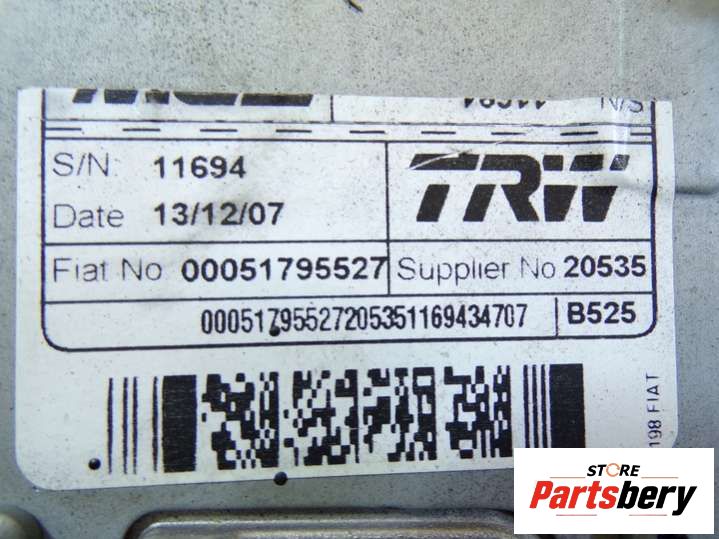 S/N: 11694 TRW
Date 13/12/07
Fiat No 00051795527 Supplier No 20535
00051795527205351169434707 B525
198 FIAT
STORE
Partsbery